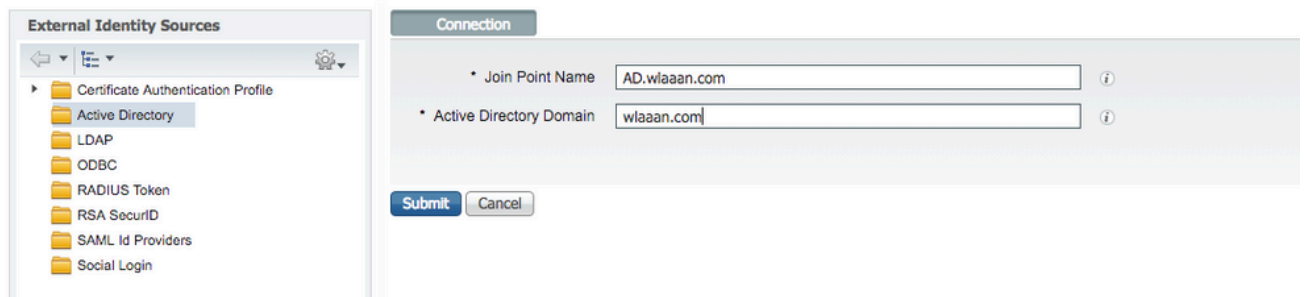 External Identity Sources
Certificate Authentication Profile
Active Directory
LDAP
ODBC
RADIUS Token
RSA SecurID
SAML Id Providers
Social Login
Connection
* Join Point Name AD.wlaaan.com
* Active Directory Domain wlaaan.com
Submit Cancel